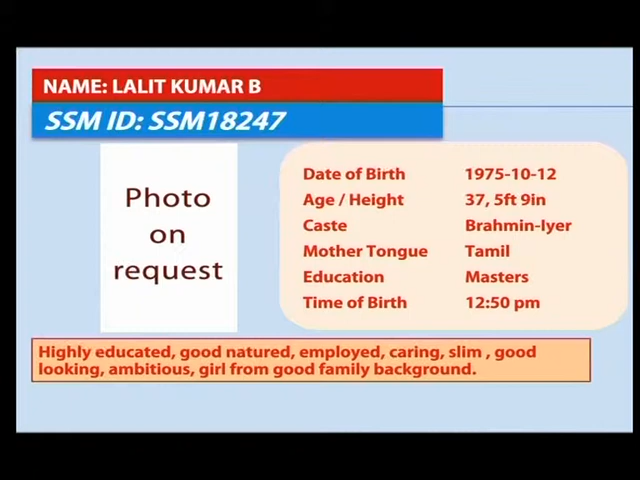 NAME: LALIT KUMAR B
SSM ID: SSM18247
Photo
on
request
Date of Birth 1975-10-12
Age / Height 37, 5ft 9in
Caste Brahmin-Iyer
Mother Tongue Tamil
Education Masters
Time of Birth 12:50 pm
Highly educated, good natured, employed, caring, slim , good
looking, ambitious, girl from good family background.